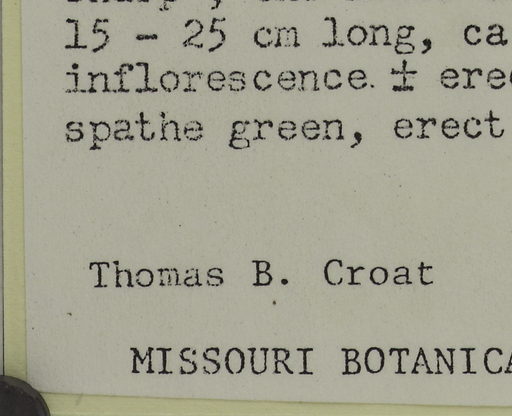 15 - 25 cm long, ca
inflorescence ± ere
spathe green, erect
Thomas B. Croat
MISSOURI BOTANICA